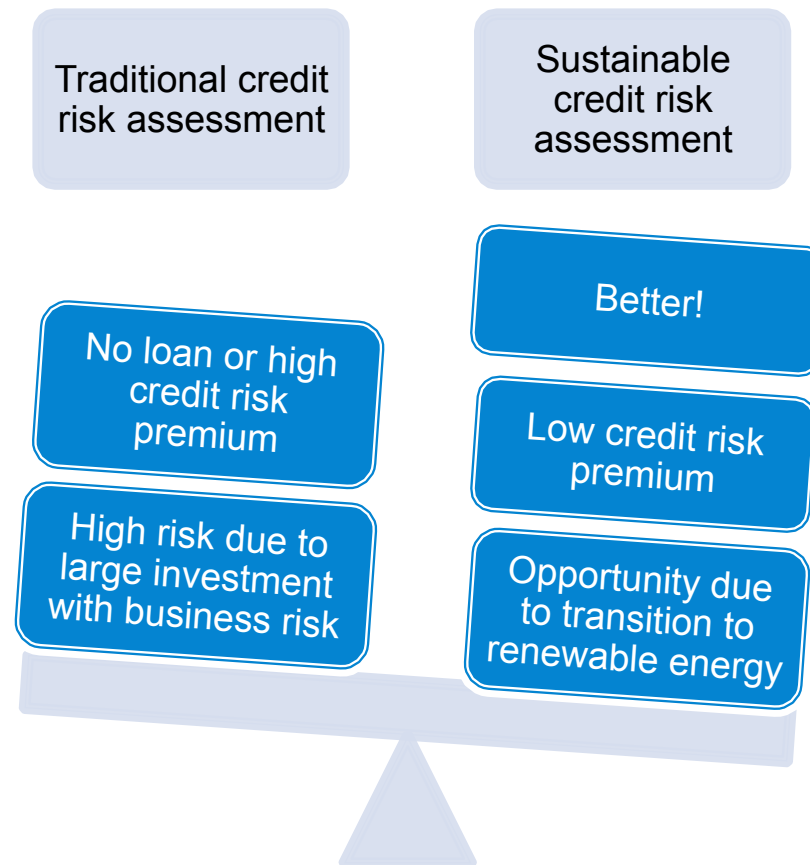 Traditional credit
risk assessment
Sustainable
credit risk
assessment
No loan or high
credit risk
premium
High risk due to
large investment
with business risk
Better!
Low credit risk
premium
Opportunity due
to transition to
renewable energy